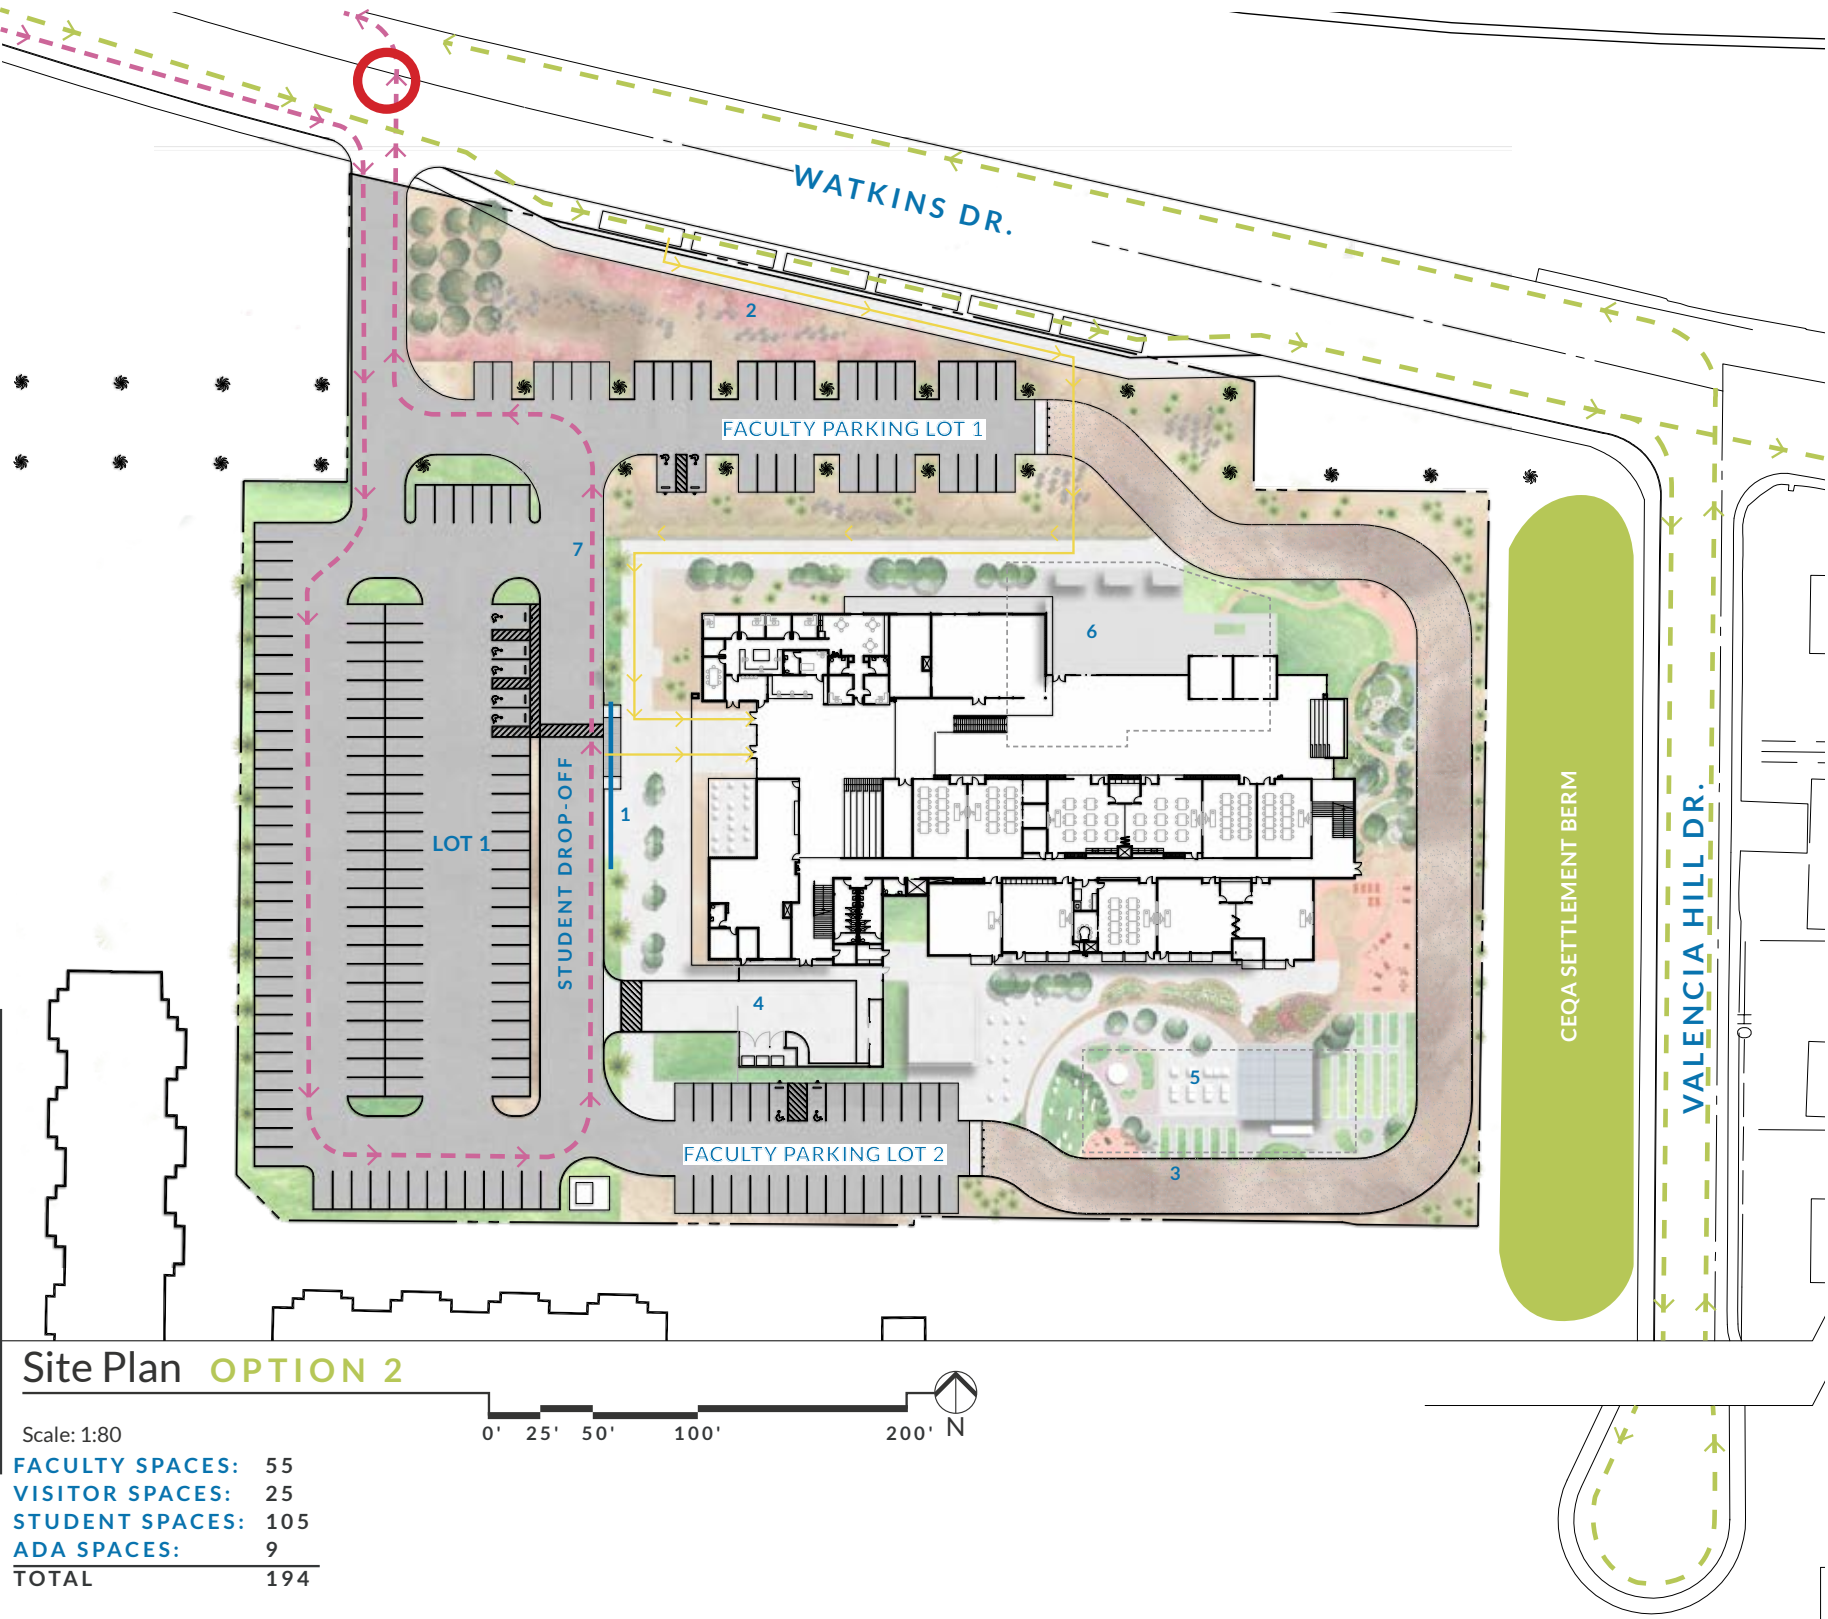 WATKINS DR.
2
FACULTY PARKING LOT 1
7
6
STUDENT DROP-OFF
1
LOT 1
CEQA SETTLEMENT BERM
VALENCIA HILL DR.
4
5
FACULTY PARKING LOT 2
3
Site Plan OPTION 2
Scale: 1:80
0' 25' 50' 100' 200' N
FACULTY SPACES: 55
VISITOR SPACES: 25
STUDENT SPACES: 105
ADA SPACES: 9
TOTAL 194